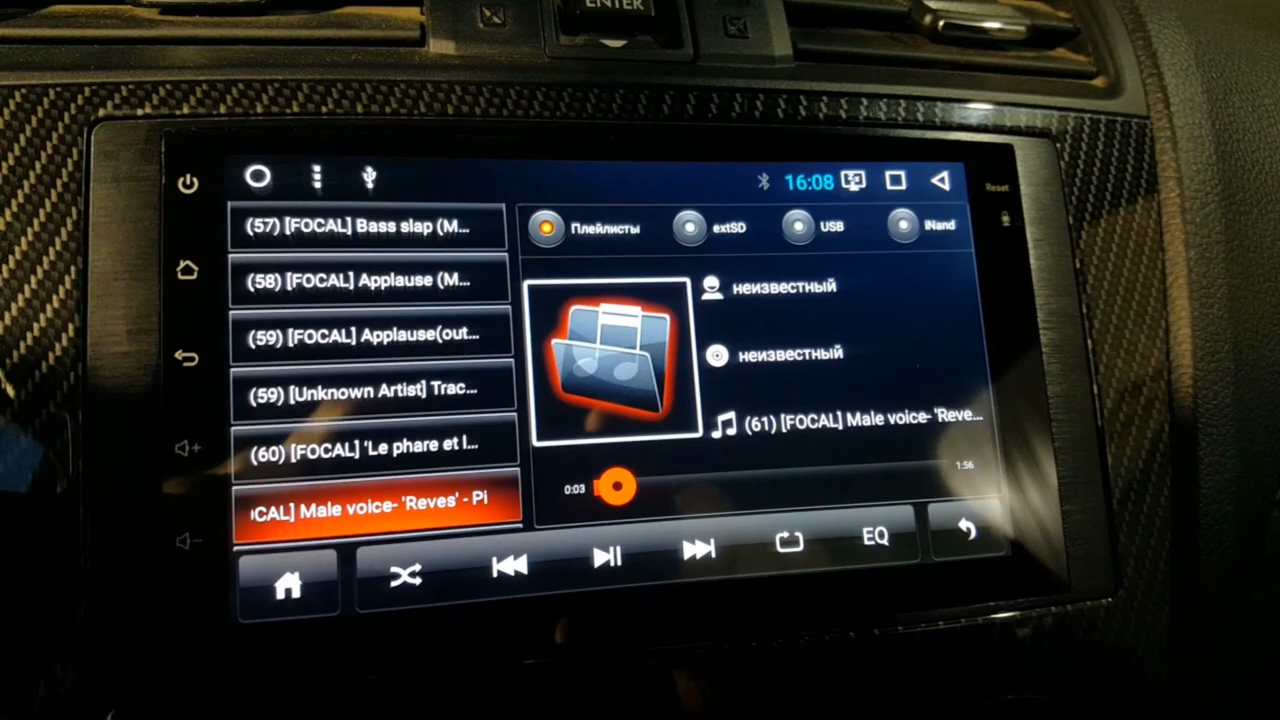 ENTER
16:08
Reset
(57) [FOCAL] Bass slap (M...
(58) [FOCAL] Applause (M...
(59) [FOCAL] Applause(out...
(59) [Unknown Artist] Trac...
(60) [FOCAL] 'Le phare et l...
CAL] Male voice- 'Reves' - Pi
Плейлисты
extSD
USB
iNand
неизвестный
неизвестный
(61) [FOCAL] Male voice- 'Reve...
0:03
1:56
EQ